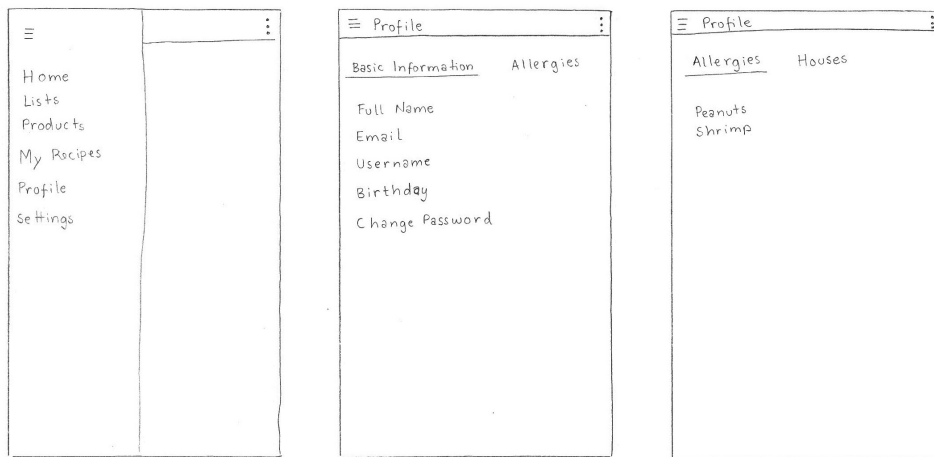 Home
Lists
Products
My Recipes
Profile
Settings
Profile
Basic Information Allergies
Full Name
Email
Username
Birthday
Change Password
Profile
Allergies Houses
Peanuts
Shrimp